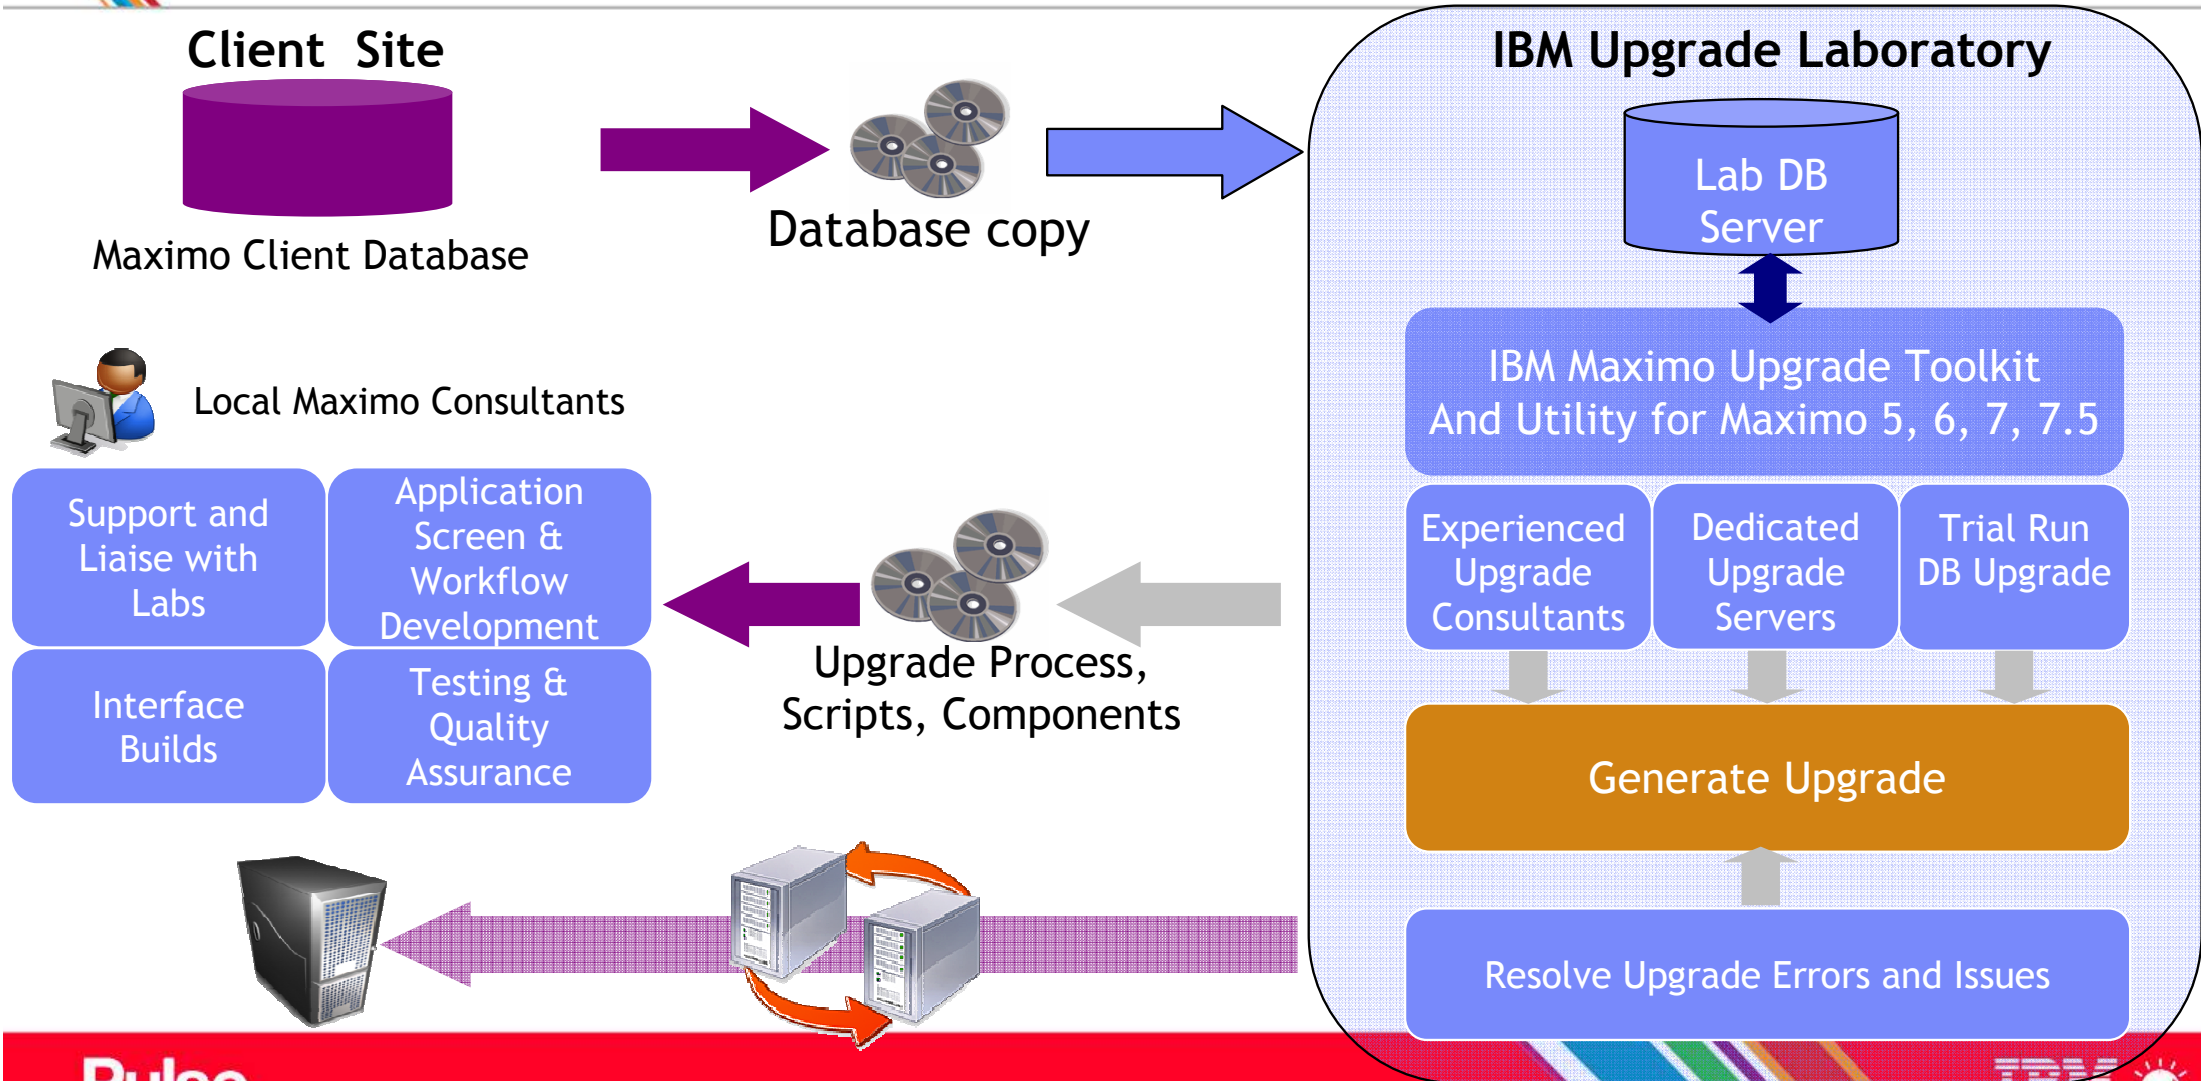 Client Site
IBM Upgrade Laboratory
Maximo Client Database
Database copy
Lab DB
Server
IBM Maximo Upgrade Toolkit
And Utility for Maximo 5, 6, 7, 7.5
Local Maximo Consultants
Support and
Liaise with
Labs
Application
Screen &
Workflow
Development
Interface
Builds
Testing &
Quality
Assurance
Upgrade Process,
Scripts, Components
Experienced
Upgrade
Consultants
Dedicated
Upgrade
Servers
Trial Run
DB Upgrade
Generate Upgrade
Resolve Upgrade Errors and Issues
Pulse
IBM